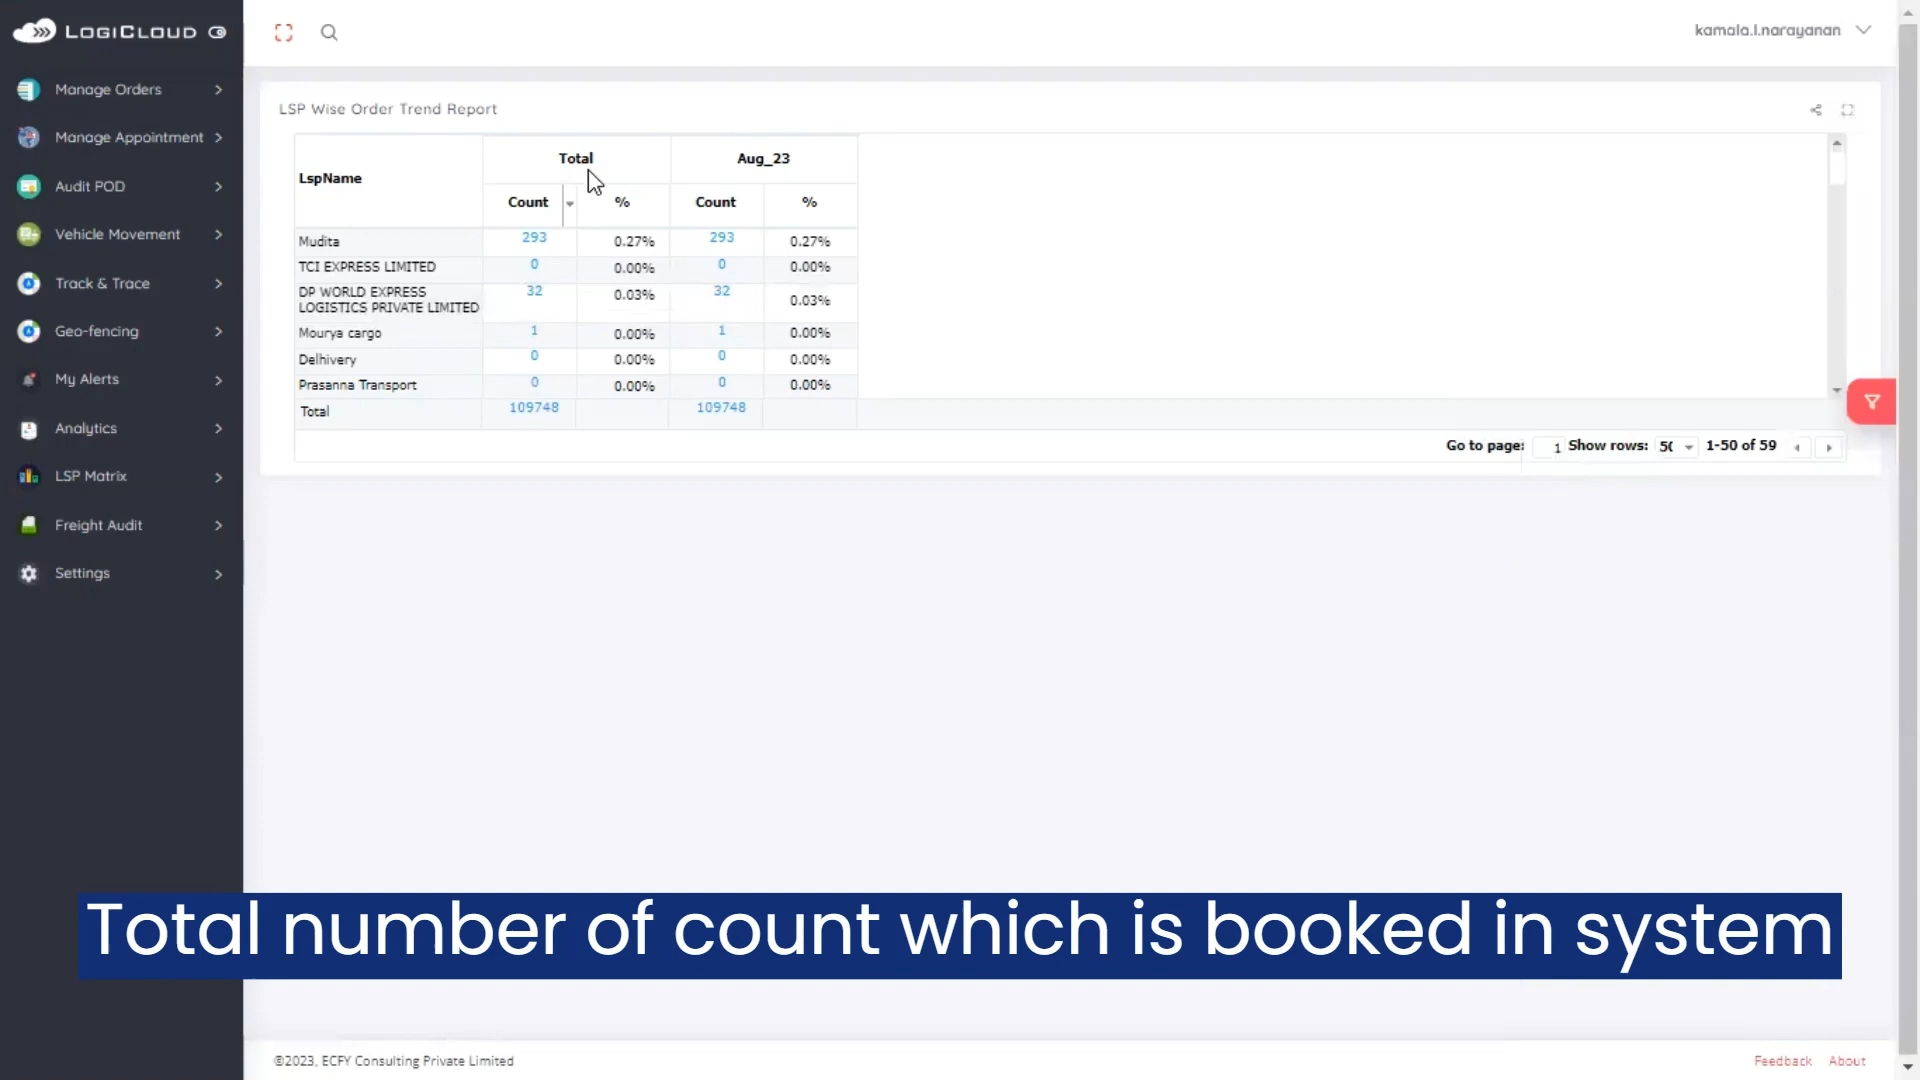 LOGICLOUD
kamala.l.narayanan
Manage Orders
Manage Appointment
Audit POD
Vehicle Movement
Track & Trace
Geo-fencing
My Alerts
Analytics
LSP Matrix
Freight Audit
Settings
LSP Wise Order Trend Report
LspName Total Aug_23
Count % Count %
Mudita 293 0.27% 293 0.27%
TCI EXPRESS LIMITED 0 0.00% 0 0.00%
DP WORLD EXPRESS
LOGISTICS PRIVATE LIMITED 32 0.03% 32 0.03%
Mourya cargo 1 0.00% 1 0.00%
Delhivery 0 0.00% 0 0.00%
Prasanna Transport 0 0.00% 0 0.00%
Total 109748 109748
Go to page: 1 Show rows: 50 1-50 of 59
Total number of count which is booked in system
©2023, ECFY Consulting Private Limited
Feedback About